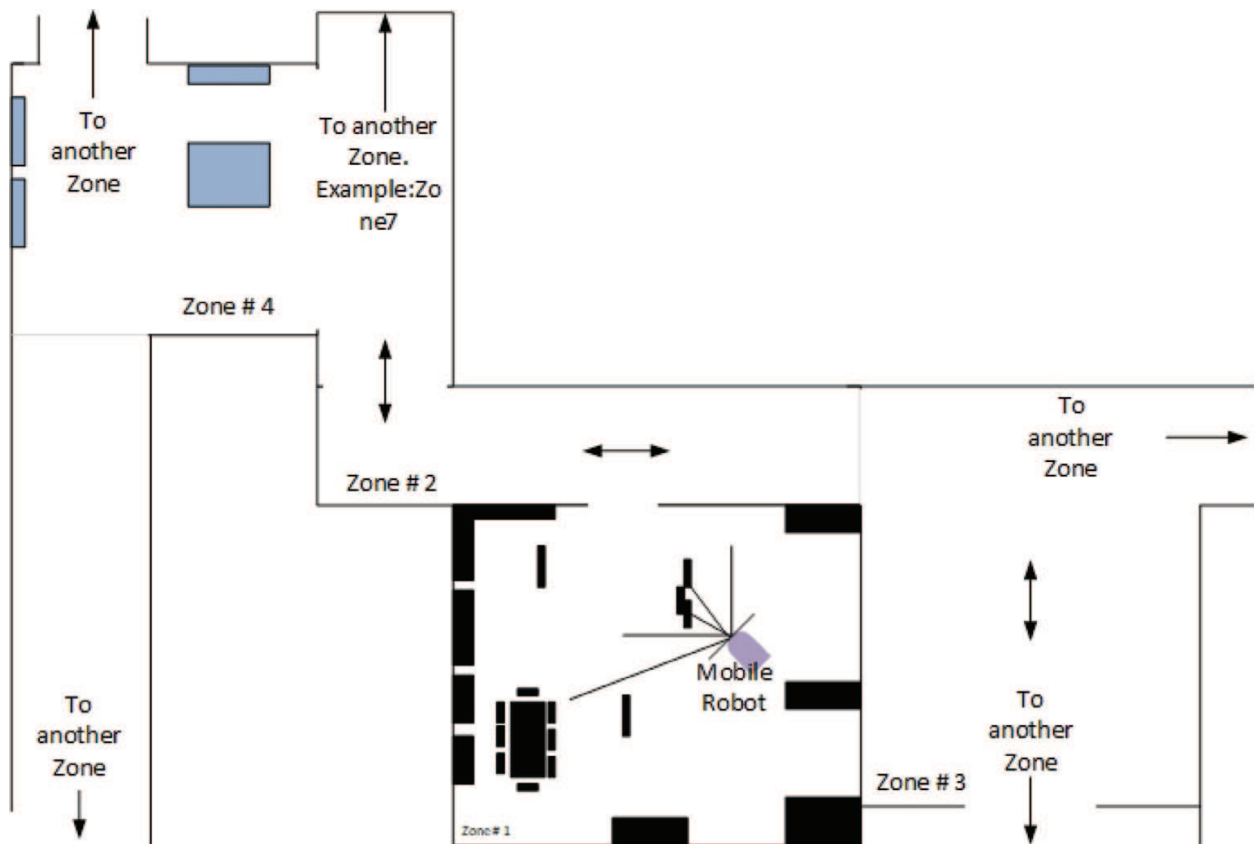 To
another
Zone
To another
Zone.
Example:Zo
ne7
Zone # 4
To
another
Zone
Zone # 2
Mobile
Robot
To
another
Zone
To
another
Zone
Zone # 3
Zone # 1